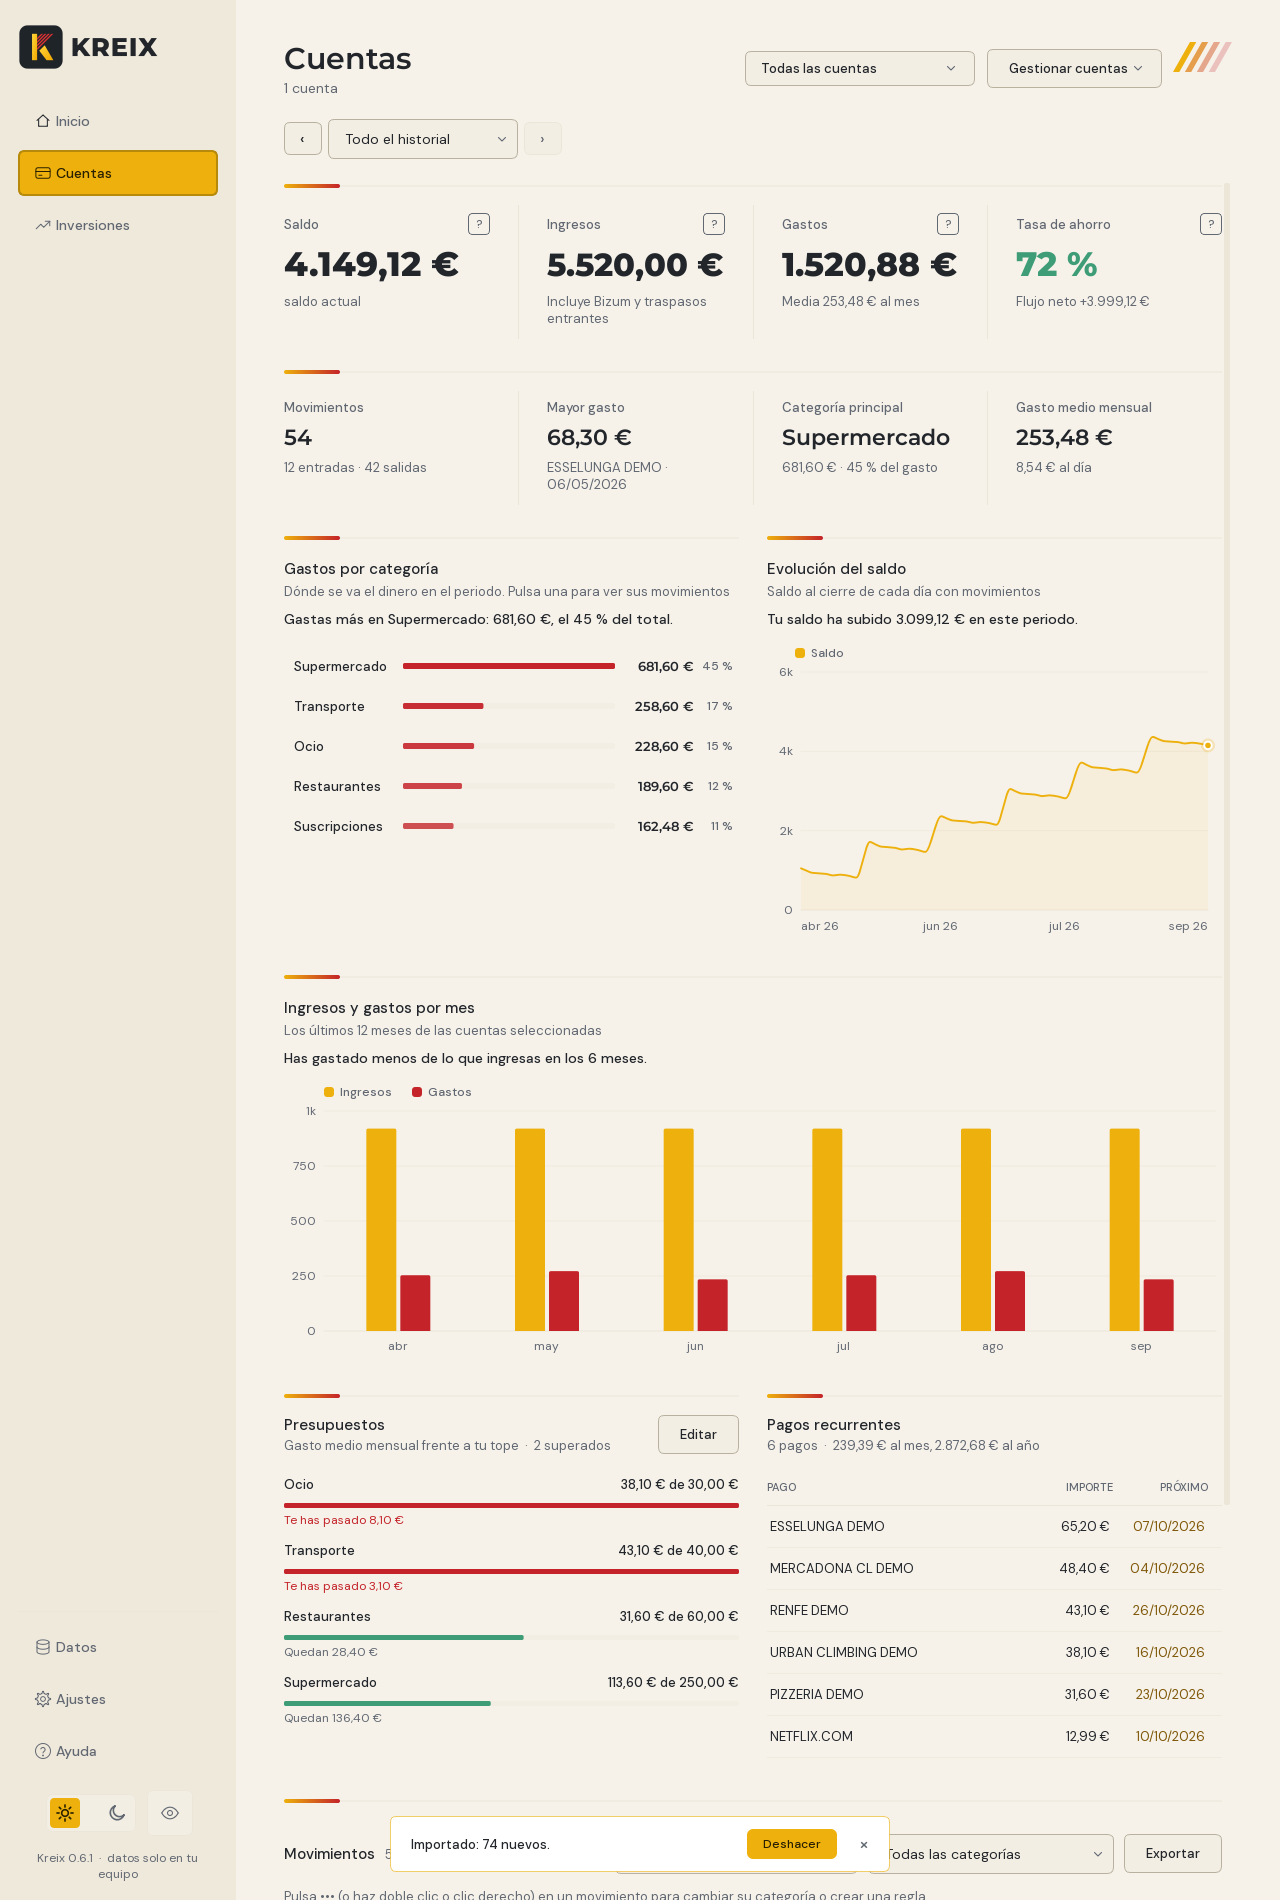 KREIX
Inicio
Cuentas
Inversiones
Datos
Ajustes
Ayuda
Kreix 0.6.1 · datos solo en tu
equipo
Cuentas
1 cuenta
Todas las cuentas
Gestionar cuentas
‹
Todo el historial
›
Saldo ?
4.149,12 €
saldo actual
Ingresos ?
5.520,00 €
Incluye Bizum y traspasos
entrantes
Gastos ?
1.520,88 €
Media 253,48 € al mes
Tasa de ahorro ?
72 %
Flujo neto +3.999,12 €
Movimientos
54
12 entradas · 42 salidas
Mayor gasto
68,30 €
ESSELUNGA DEMO ·
06/05/2026
Categoría principal
Supermercado
681,60 € · 45 % del gasto
Gasto medio mensual
253,48 €
8,54 € al día
Gastos por categoría
Dónde se va el dinero en el periodo. Pulsa una para ver sus movimientos
Gastas más en Supermercado: 681,60 €, el 45 % del total.
Supermercado 681,60 € 45 %
Transporte 258,60 € 17 %
Ocio 228,60 € 15 %
Restaurantes 189,60 € 12 %
Suscripciones 162,48 € 11 %
Evolución del saldo
Saldo al cierre de cada día con movimientos
Tu saldo ha subido 3.099,12 € en este periodo.
Saldo
6k
4k
2k
0
abr 26 jun 26 jul 26 sep 26
Ingresos y gastos por mes
Los últimos 12 meses de las cuentas seleccionadas
Has gastado menos de lo que ingresas en los 6 meses.
Ingresos Gastos
1k
750
500
250
0
abr may jun jul ago sep
Presupuestos
Gasto medio mensual frente a tu tope · 2 superados
Editar
Ocio 38,10 € de 30,00 €
Te has pasado 8,10 €
Transporte 43,10 € de 40,00 €
Te has pasado 3,10 €
Restaurantes 31,60 € de 60,00 €
Quedan 28,40 €
Supermercado 113,60 € de 250,00 €
Quedan 136,40 €
Pagos recurrentes
6 pagos · 239,39 € al mes, 2.872,68 € al año
PAGO IMPORTE PRÓXIMO
ESSELUNGA DEMO 65,20 € 07/10/2026
MERCADONA CL DEMO 48,40 € 04/10/2026
RENFE DEMO 43,10 € 26/10/2026
URBAN CLIMBING DEMO 38,10 € 16/10/2026
PIZZERIA DEMO 31,60 € 23/10/2026
NETFLIX.COM 12,99 € 10/10/2026
Movimientos
Todas las categorías
Exportar
Importado: 74 nuevos.
Deshacer
×
Pulsa ••• (o haz doble clic o clic derecho) en un movimiento para cambiar su categoría o crear una regla.